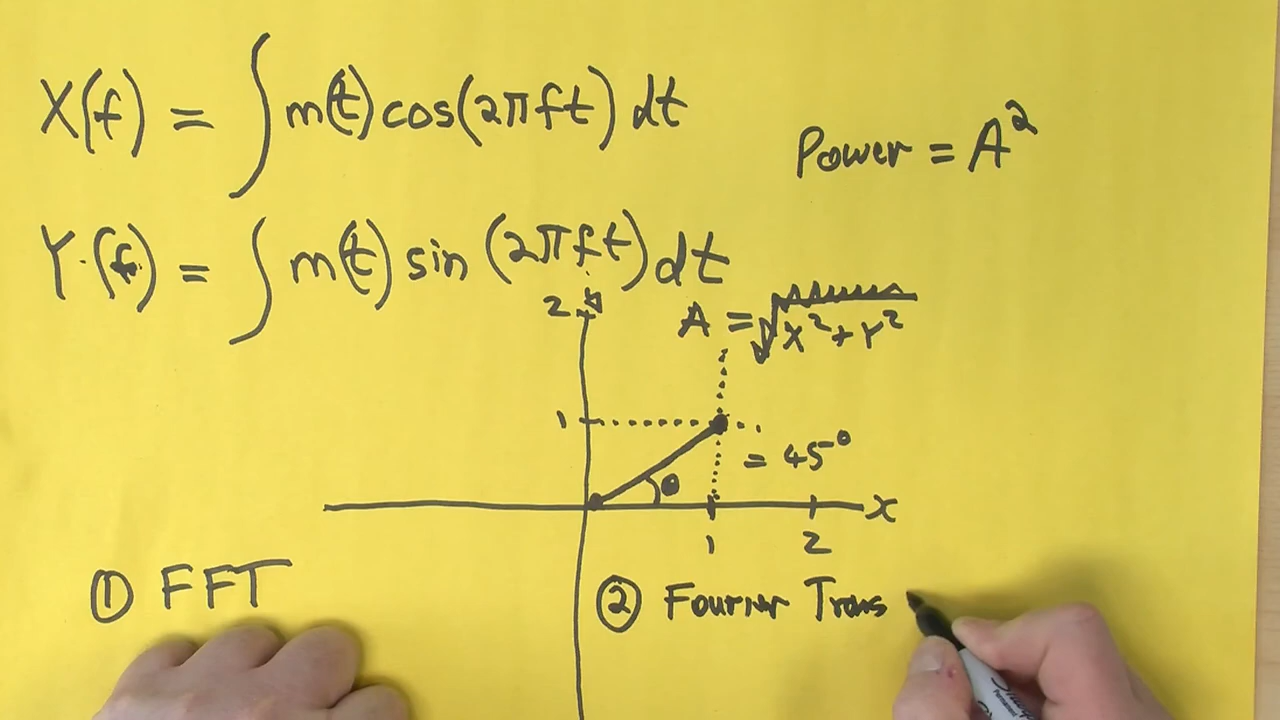 X(f) = ∫ m(t) cos(2πft) dt
Power = A²
Y(f) = ∫ m(t) sin (2πft) dt
2
A = √X²+Y²
1
= 45°
θ
x
1 2
① FFT
② Fourier Trans